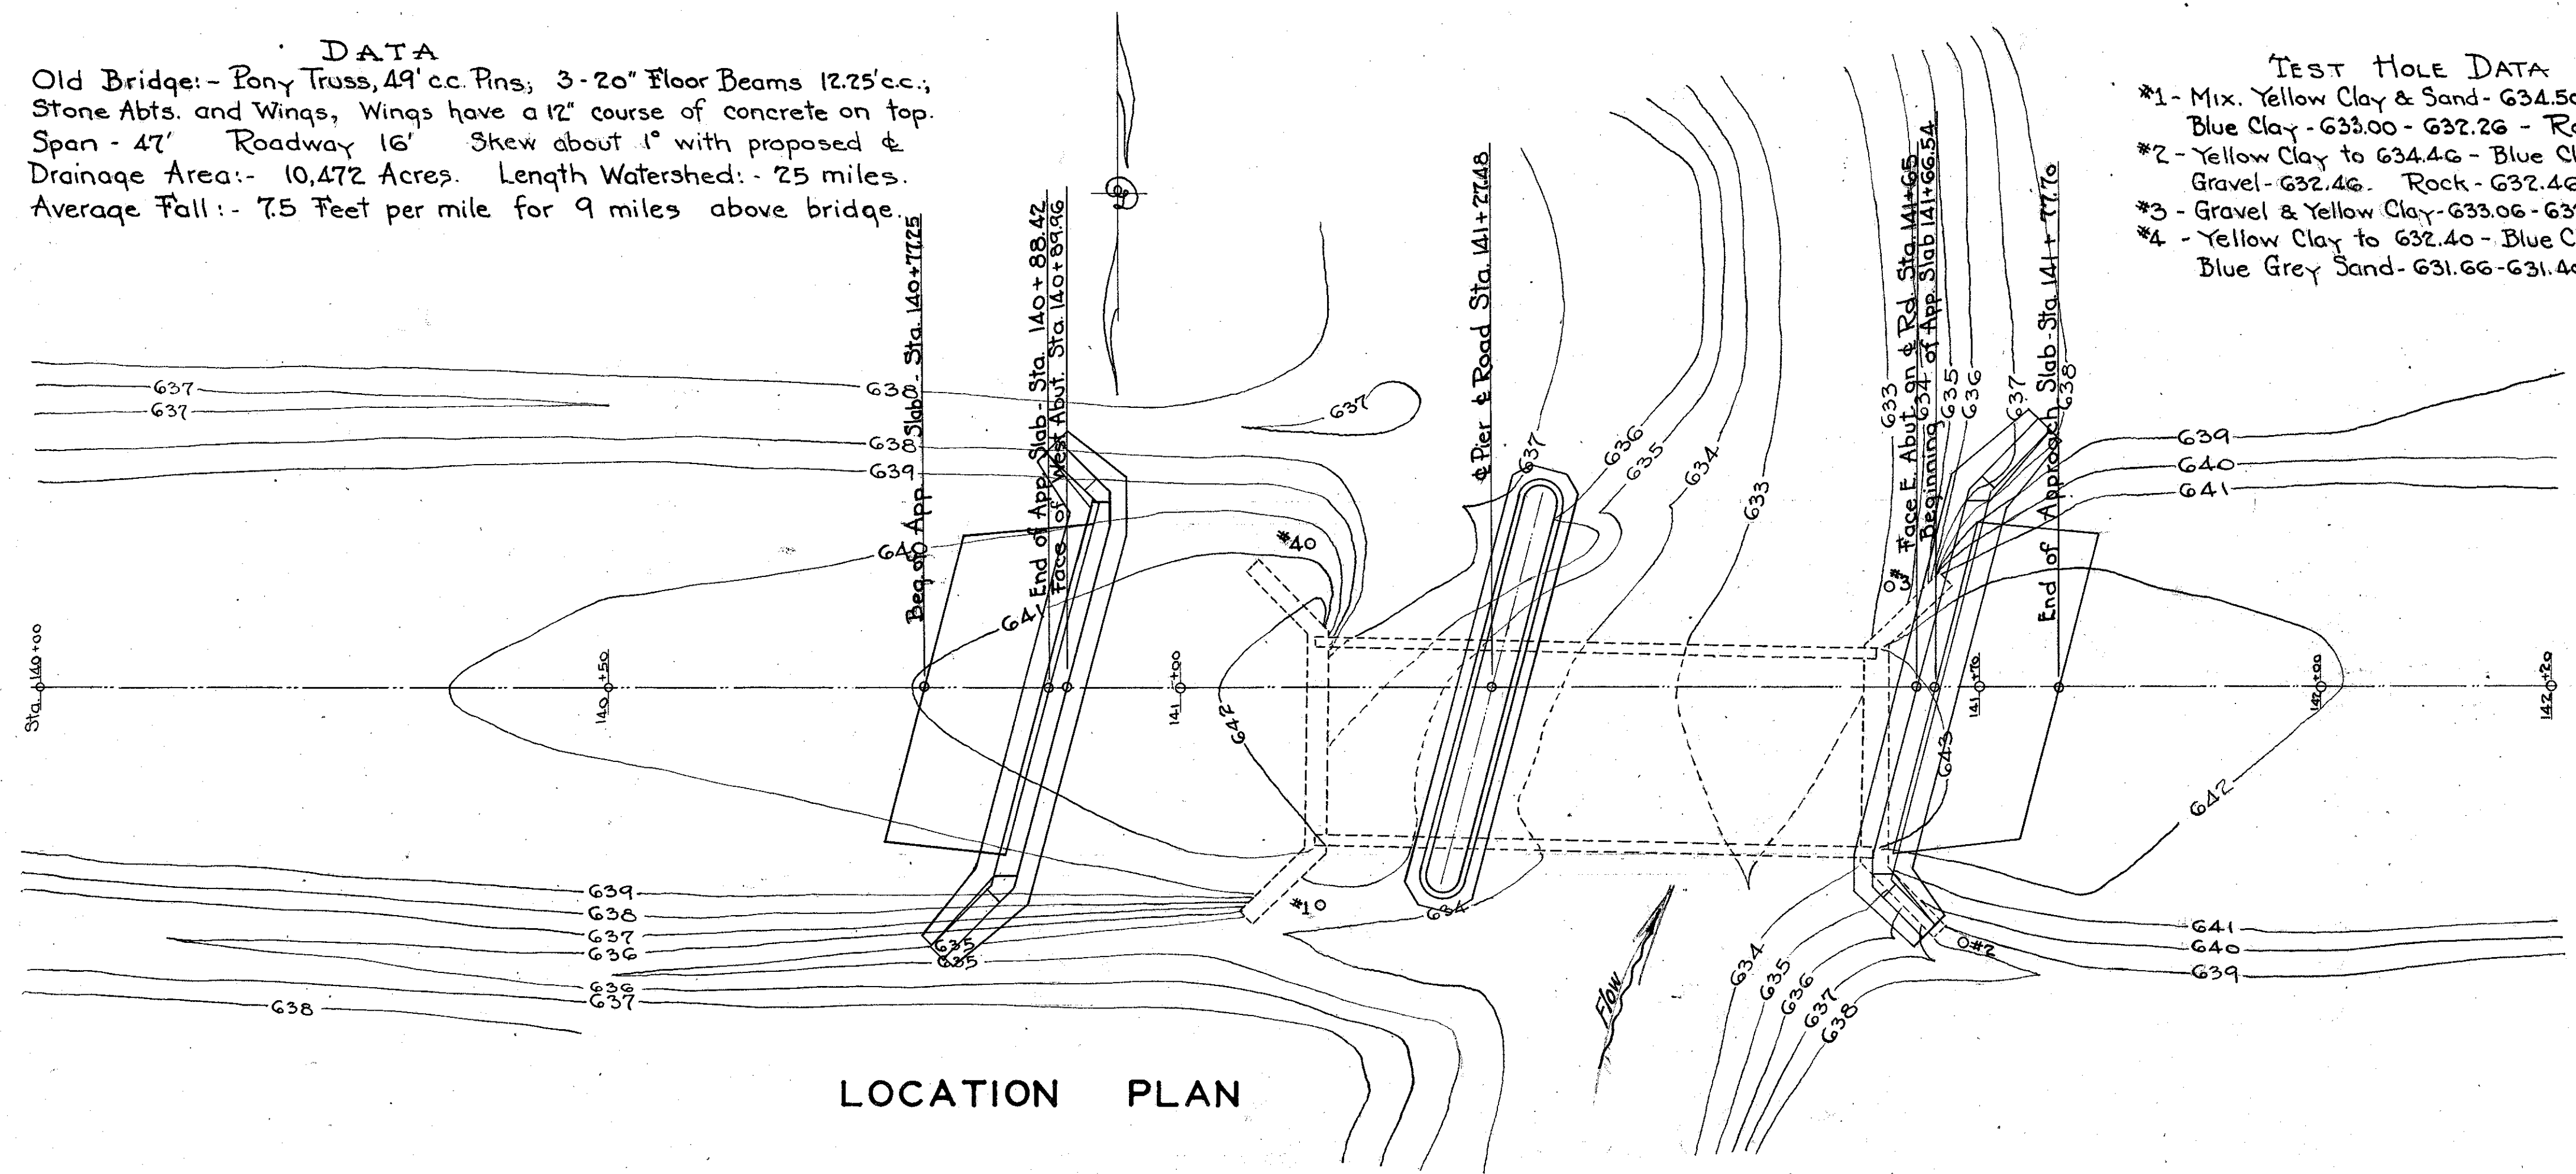 DATA
Old Bridge:- Pony Truss, 49' c.c. Pins; 3-20" Floor Beams 12.25' c.c.;
Stone Abts. and Wings, Wings have a 12" course of concrete on top.
Span - 47' Roadway 16' Skew about 1° with proposed ℄
Drainage Area:- 10,472 Acres. Length Watershed:- 25 miles.
Average Fall:- 7.5 Feet per mile for 9 miles above bridge.
TEST HOLE DATA
#1- Mix. Yellow Clay & Sand- 634.50
Blue Clay - 633.00 - 632.26 -
#2- Yellow Clay to 634.46 - Blue
Gravel- 632.46. Rock - 632.46
#3 - Gravel & Yellow Clay- 633.06 -
#4 - Yellow Clay to 632.40 - Blue
Blue Grey Sand- 631.66-
Beg. of App. Slab - Sta. 140+77.25
End of App. Slab - Sta. 140+88.42
Face of West Abut. Sta. 140+89.96
℄ Pier ℄ Road Sta. 141+27.48
Face E. Abut. on ℄ Rd. Sta. 141+65
Beginning of App. Slab 141+66.54
End of Approach Slab - Sta. 141+77.70
637
637
638
638
639
640
641
637
637
636
635
634
633
633
634
635
636
637
638
639
640
641
#4O
O#3
Sta. 140+00
140+50
141+00
642
141+70
142+00
142+20
643
642
639
638
637
636
635
635
636
637
638
#1O
634
O#2
634
635
636
637
638
641
640
639
Flow
LOCATION PLAN